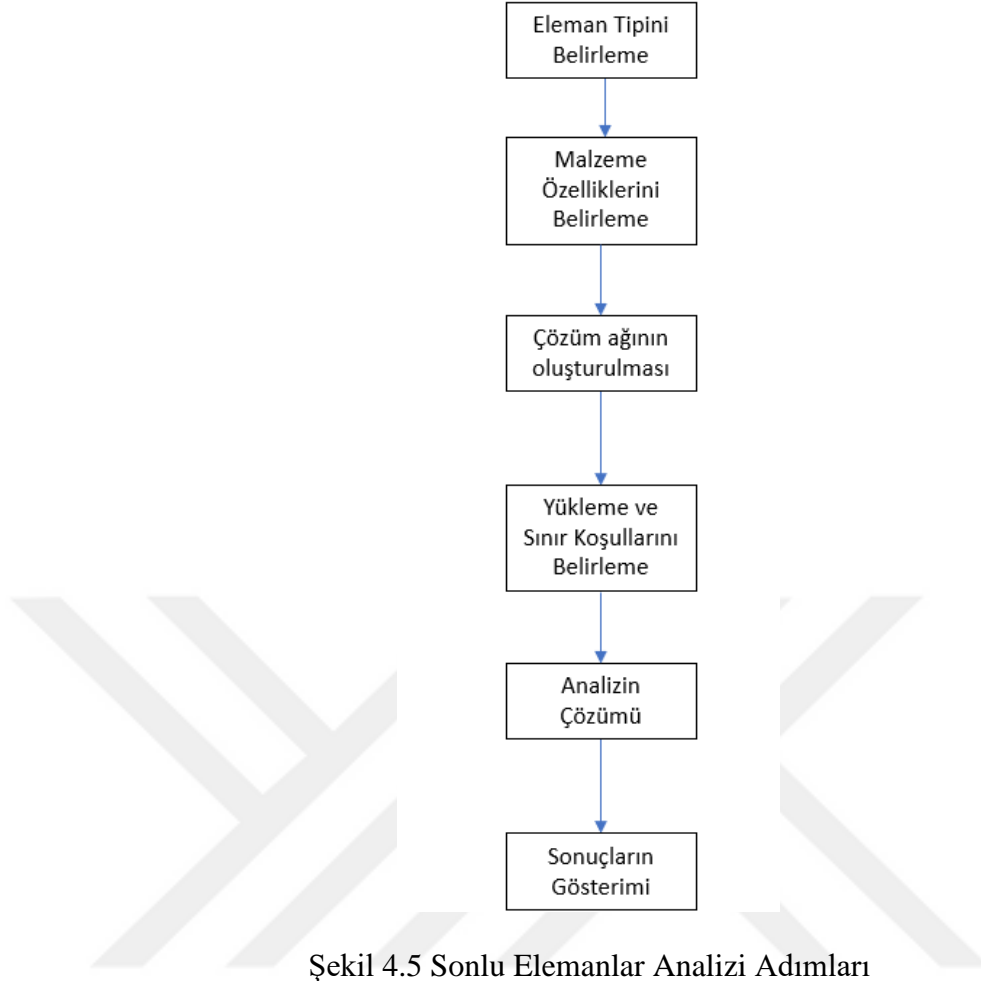 Eleman Tipini
Belirleme
Malzeme
Özelliklerini
Belirleme
Çözüm ağının
oluşturulması
Yükleme ve
Sınır Koşullarını
Belirleme
Analizin
Çözümü
Sonuçların
Gösterimi
Şekil 4.5 Sonlu Elemanlar Analizi Adımları